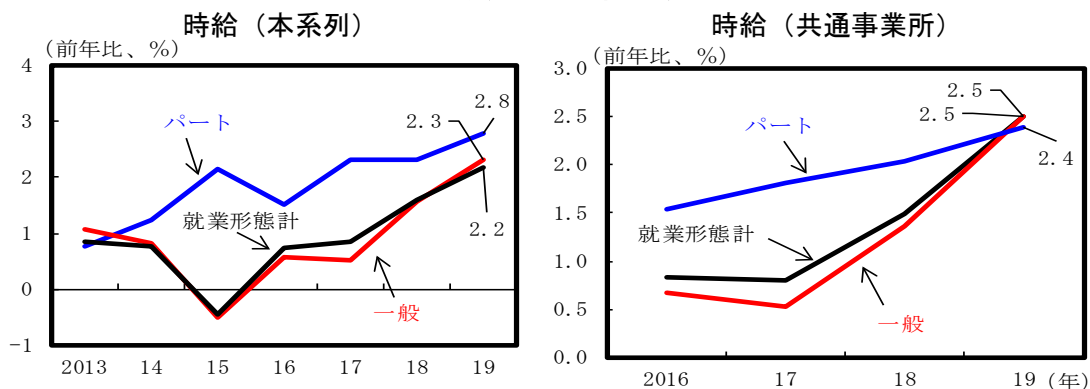 時給（本系列）
（前年比、%）
4
3
2
1
0
−1
パート
就業形態計
一般
2.3
2.8
2.2
2013 14 15 16 17 18 19
時給（共通事業所）
（前年比、%）
3.0
2.5
2.0
1.5
1.0
0.5
0.0
パート
就業形態計
一般
2.5
2.5
2.4
2016 17 18 19 (年)